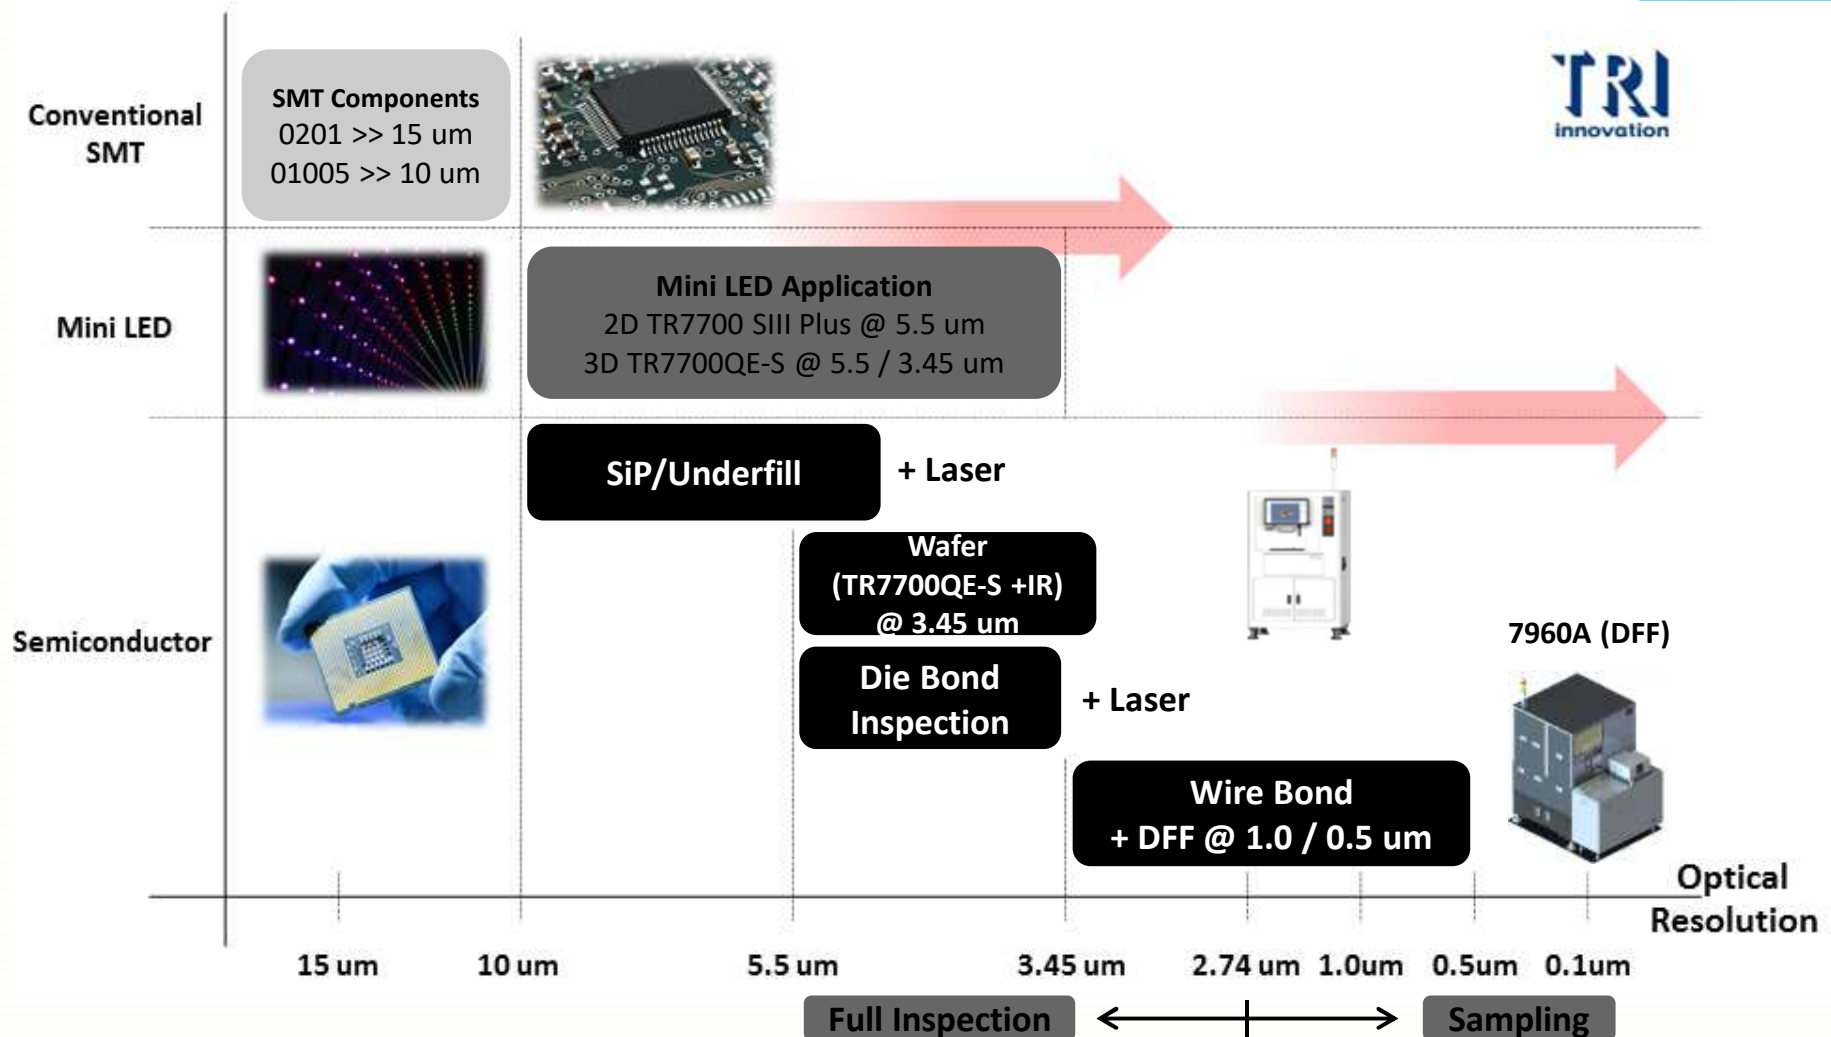 TRI
innovation
Conventional
SMT
SMT Components
0201 >> 15 um
01005 >> 10 um
Mini LED
Mini LED Application
2D TR7700 SIII Plus @ 5.5 um
3D TR7700QE-S @ 5.5 / 3.45 um
Semiconductor
SiP/Underfill
+ Laser
Wafer
(TR7700QE-S +IR)
@ 3.45 um
Die Bond
Inspection
+ Laser
7960A (DFF)
Wire Bond
+ DFF @ 1.0 / 0.5 um
Optical
Resolution
15 um
10 um
5.5 um
3.45 um
2.74 um
1.0um
0.5um
0.1um
Full Inspection
Sampling